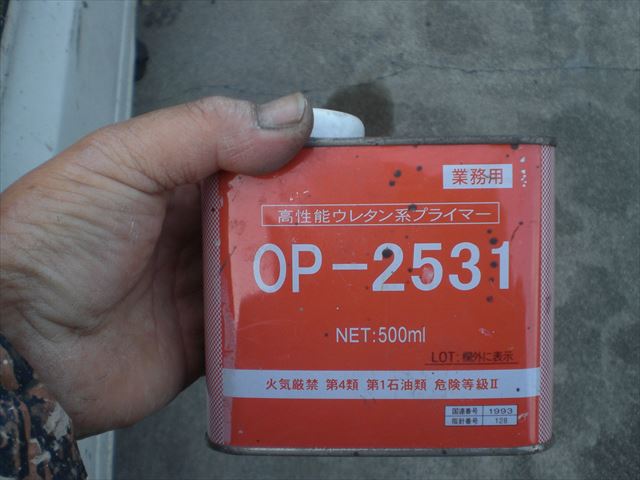 業務用
高性能ウレタン系プライマー
OP-2531
NET:500ml
LOT:欄外に表示
火気厳禁 第4類 第1石油類 危険等級II
国連番号 1993
指針番号 128